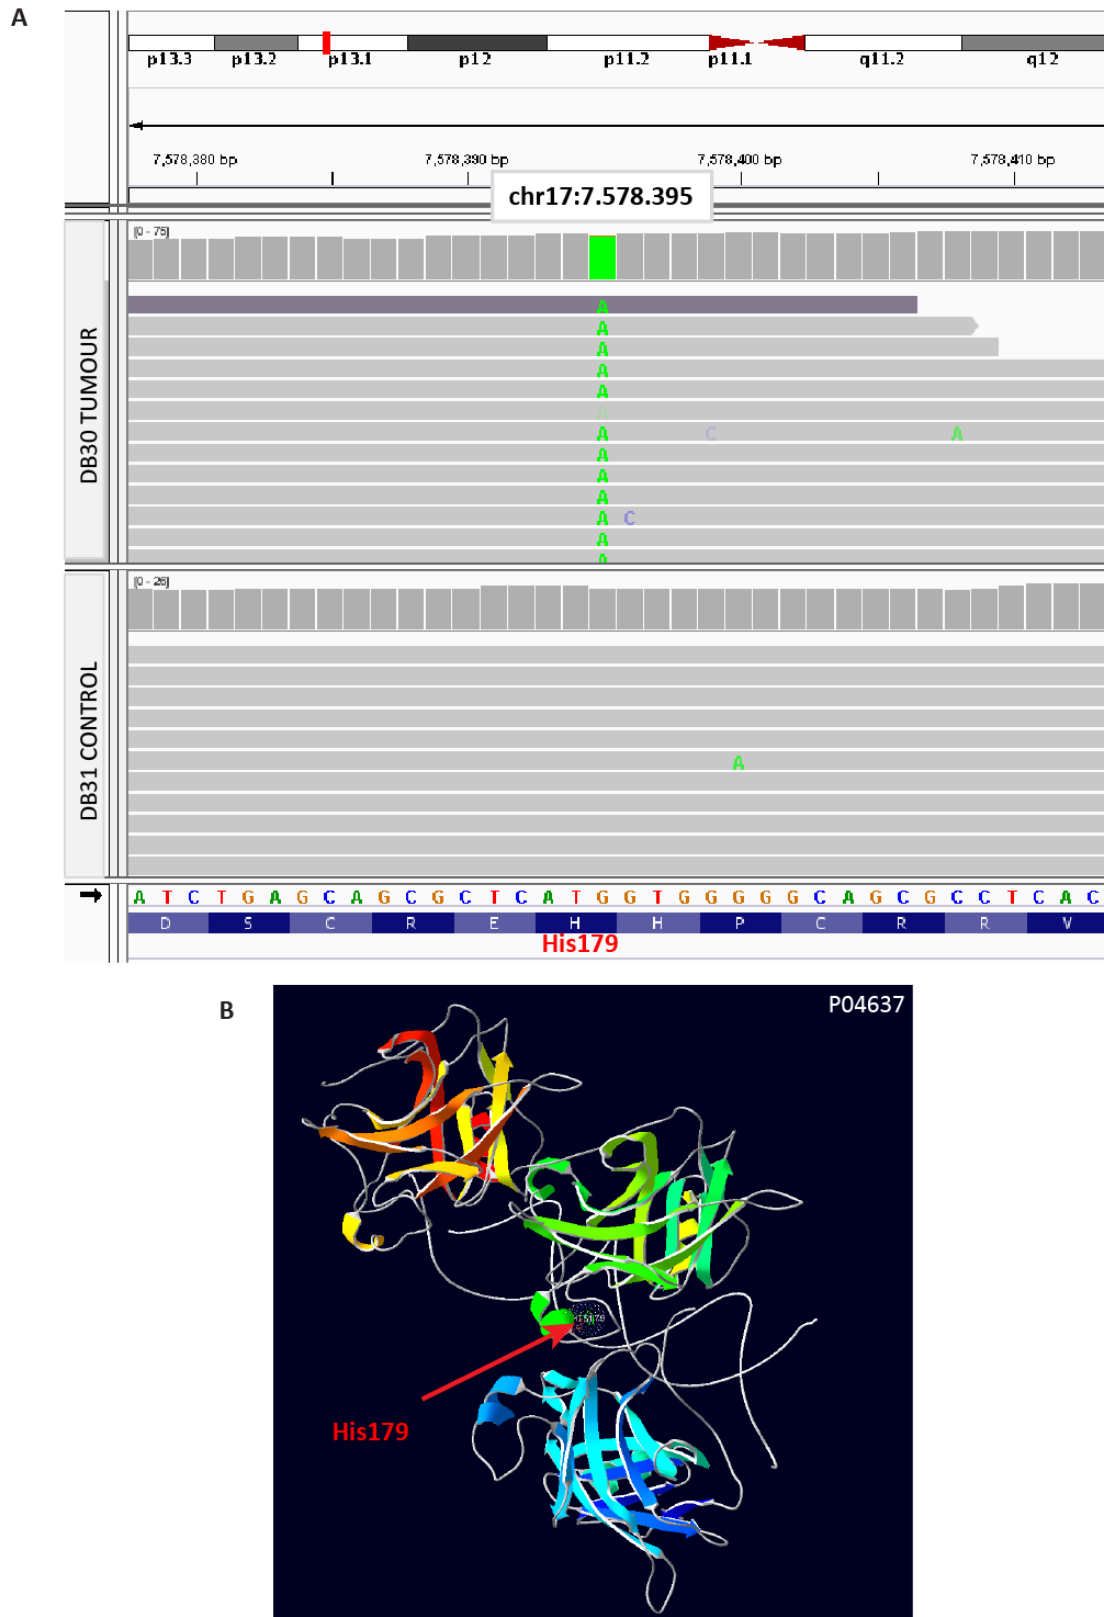 A
p13.3 p13.2 p13.1 p12 p11.2 p11.1 q11.2 q12
7,578,380 bp 7,578,390 bp 7,578,400 bp 7,578,410 bp
chr17:7.578.395
[0 - 75]
DB30 TUMOUR
A
A
A
A
A
A
A C A
A
A
A
A C
A
A
[0 - 26]
DB31 CONTROL
A
A T C T G A G C A G C G C T C A T G G T G G G G G C A G C G C C T C A C
D S C R E H H P C R R V
His179
B
P04637
HIS179
His179